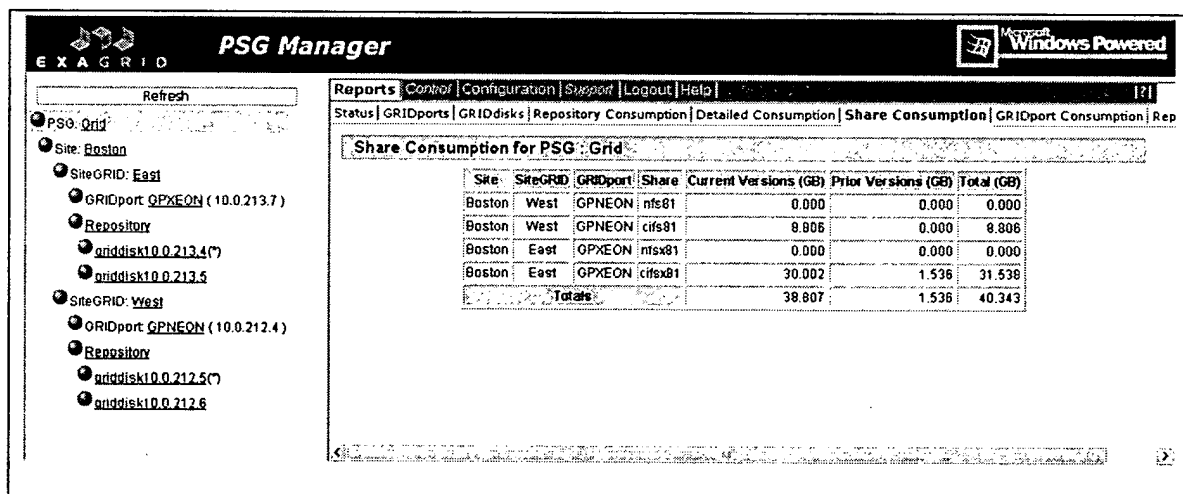 EXAGRID
PSG Manager
Microsoft
Windows Powered
Refresh
PSG: Grid
Site: Boston
SiteGRID: East
GRIDport GPXEON ( 10.0.213.7 )
Repository
griddisk10.0.213.4(*)
griddisk10.0.213.5
SiteGRID: West
GRIDport GPNEON ( 10.0.212.4 )
Repository
griddisk10.0.212.5(*)
griddisk10.0.212.6
Reports | Control | Configuration | Support | Logout | Help | |?|
Status | GRIDports | GRIDdisks | Repository Consumption | Detailed Consumption | Share Consumption | GRIDport Consumption | Rep
Share Consumption for PSG : Grid
Site SiteGRID GRIDport Share Current Versions (GB) Prior Versions (GB) Total (GB)
Boston West GPNEON nfs81 0.000 0.000 0.000
Boston West GPNEON cifs81 8.806 0.000 8.806
Boston East GPXEON nfsx81 0.000 0.000 0.000
Boston East GPXEON cifsx81 30.002 1.536 31.538
Totals 38.807 1.536 40.343